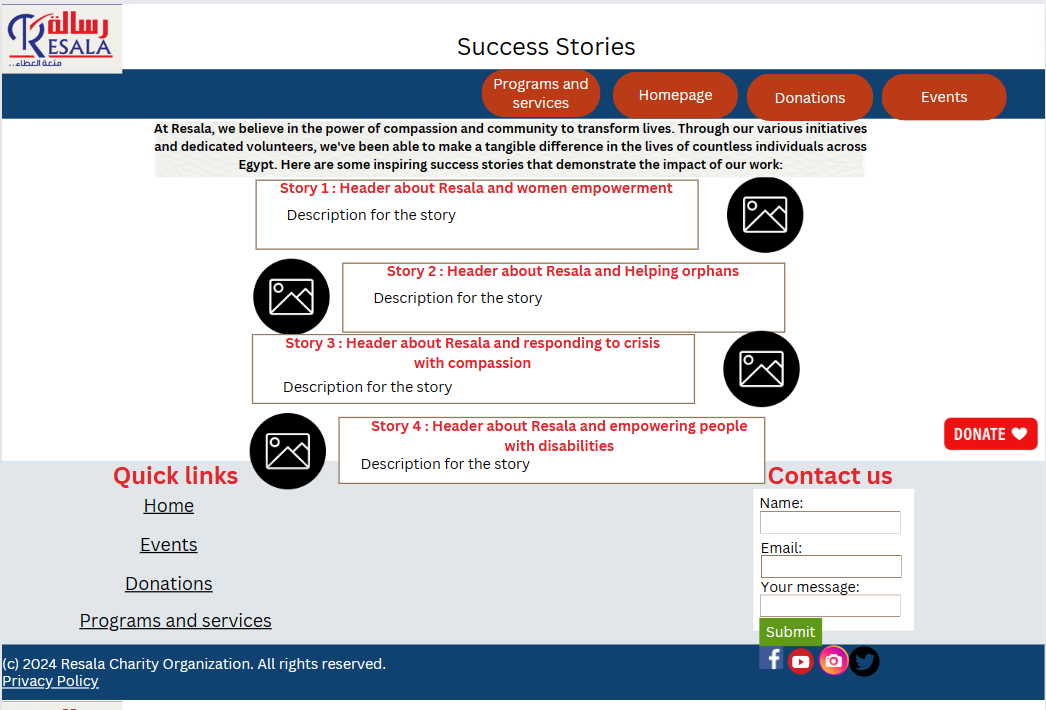 رسالة
RESALA
متعة العطاء..
Success Stories
Programs and
services
Homepage
Donations
Events
At Resala, we believe in the power of compassion and community to transform lives. Through our various initiatives
and dedicated volunteers, we've been able to make a tangible difference in the lives of countless individuals across
Egypt. Here are some inspiring success stories that demonstrate the impact of our work:
Story 1 : Header about Resala and women empowerment
Description for the story
Story 2 : Header about Resala and Helping orphans
Description for the story
Story 3 : Header about Resala and responding to crisis
with compassion
Description for the story
Story 4 : Header about Resala and empowering people
with disabilities
Description for the story
DONATE
Quick links
Home
Events
Donations
Programs and services
Contact us
Name:
Email:
Your message:
Submit
(c) 2024 Resala Charity Organization. All rights reserved.
Privacy Policy